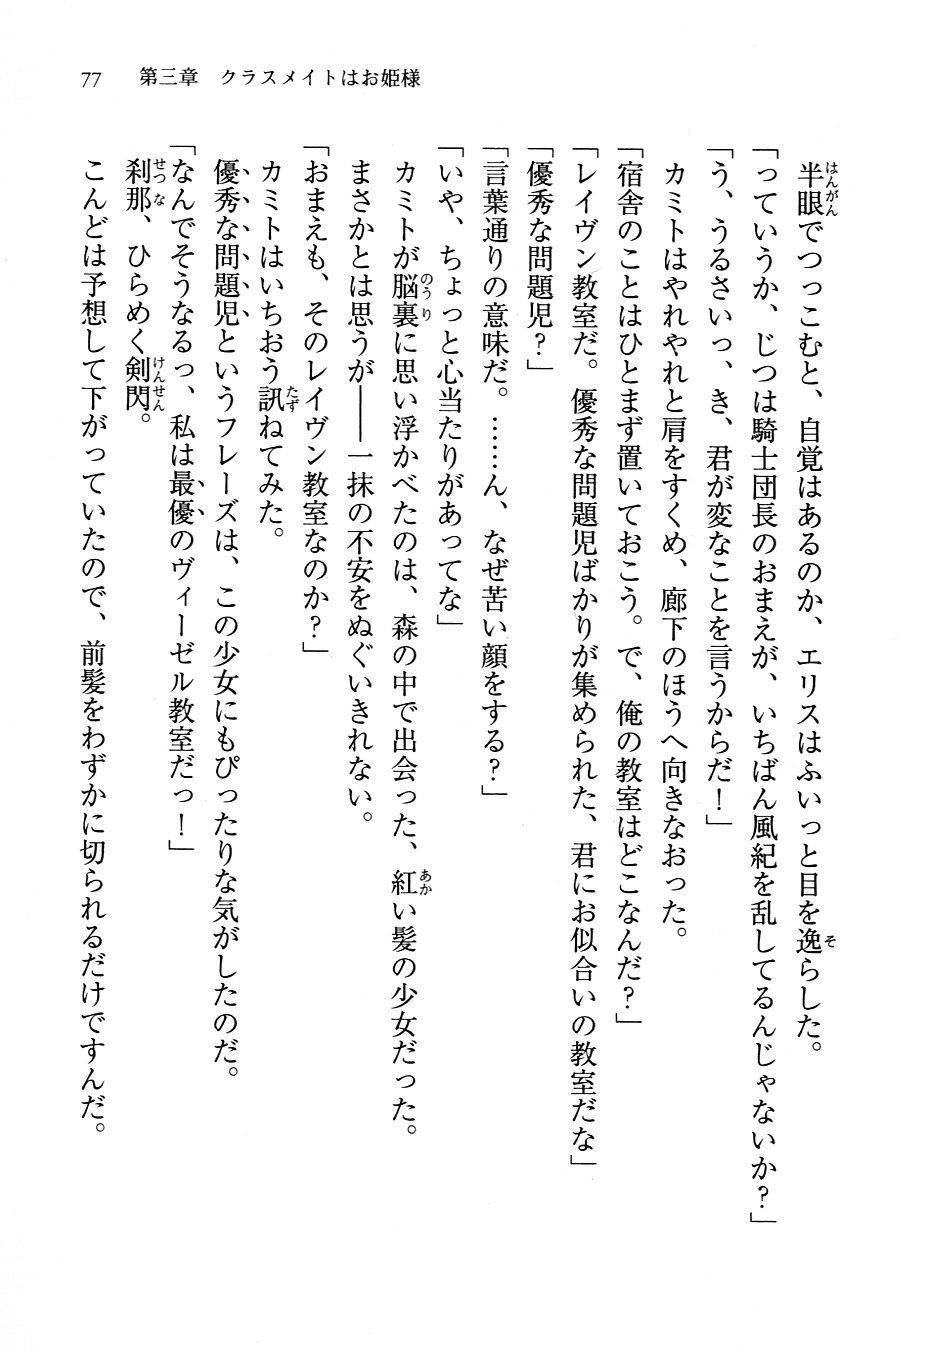 77　第三章　クラスメイトはお姫様
半眼でつっこむと、自覚はあるのか、エリスはふいっと目を逸らした。
「っていうか、じつは騎士団長のおまえが、いちばん風紀を乱してるんじゃないか？」
「う、うるさいっ、き、君が変なことを言うからだ！」
カミトはやれやれと肩をすくめ、廊下のほうへ向きなおった。
「宿舎のことはひとまず置いておこう。で、俺の教室はどこなんだ？」
「レイヴン教室だ。優秀な問題児ばかりが集められた、君にお似合いの教室だな」
「優秀な問題児？」
「言葉通りの意味だ。……ん、なぜ苦い顔をする？」
「いや、ちょっと心当たりがあってな」
カミトが脳裏に思い浮かべたのは、森の中で出会った、紅い髪の少女だった。
まさかとは思うが――一抹の不安をぬぐいきれない。
「おまえも、そのレイヴン教室なのか？」
カミトはいちおう訊ねてみた。
優秀な問題児というフレーズは、この少女にもぴったりな気がしたのだ。
「なんでそうなるっ、私は最優のヴィーゼル教室だっ！」
刹那、ひらめく剣閃。
こんどは予想して下がっていたので、前髪をわずかに切られるだけですんだ。